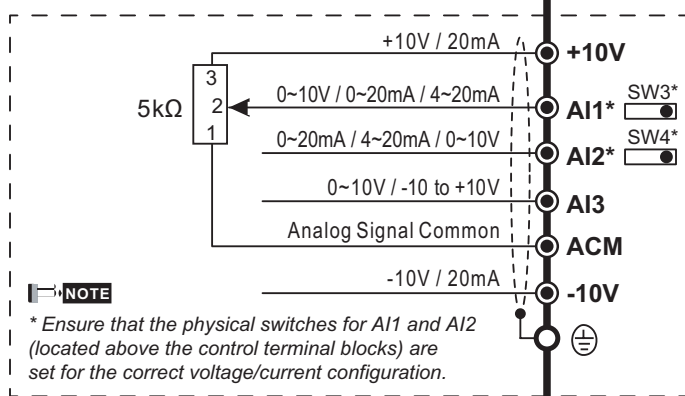 +10V / 20mA
+10V
3
5kΩ
2
0~10V / 0~20mA / 4~20mA
AI1*
SW3*
1
0~20mA / 4~20mA / 0~10V
AI2*
SW4*
0~10V / -10 to +10V
AI3
Analog Signal Common
ACM
-10V / 20mA
-10V
NOTE
* Ensure that the physical switches for AI1 and AI2
(located above the control terminal blocks) are
set for the correct voltage/current configuration.